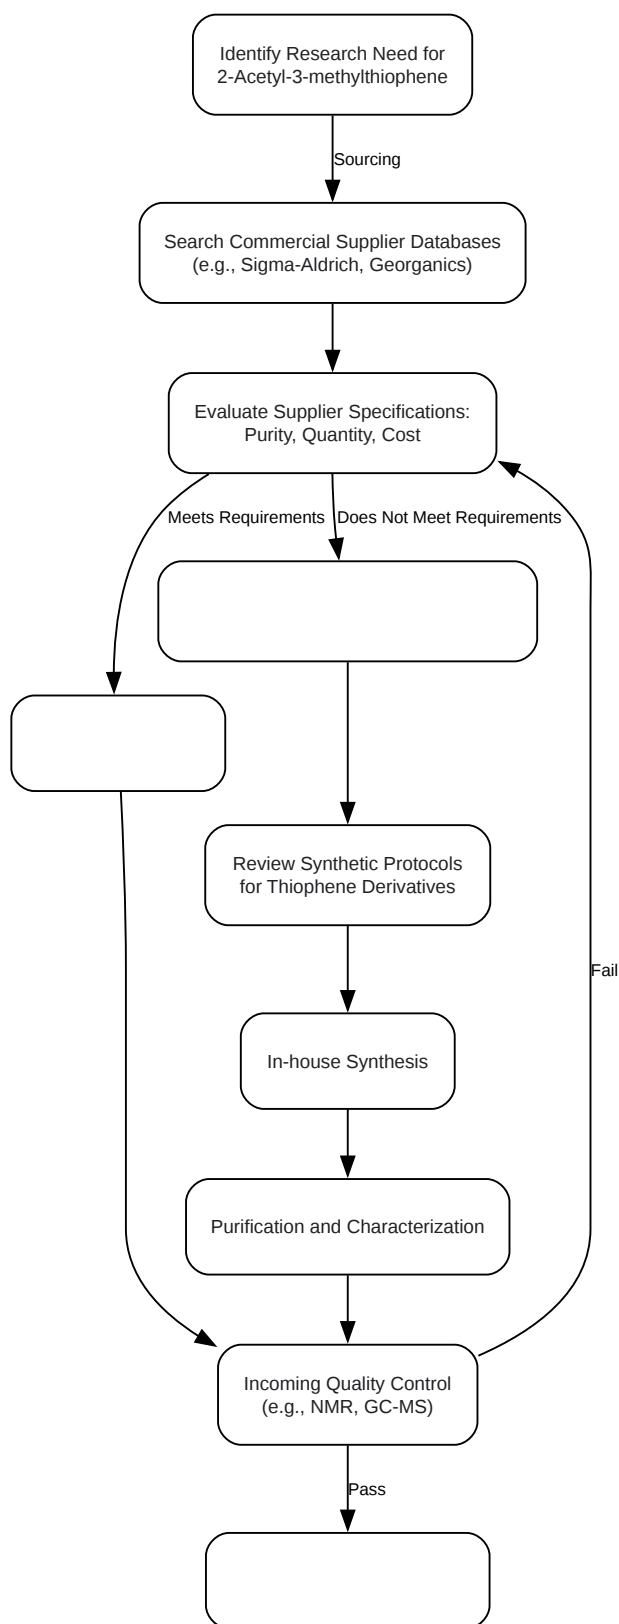 Identify Research Need for
2-Acetyl-3-methylthiophene
Sourcing
Search Commercial Supplier Databases
(e.g., Sigma-Aldrich, Georganics)
Evaluate Supplier Specifications:
Purity, Quantity, Cost
Meets Requirements
Does Not Meet Requirements
Review Synthetic Protocols
for Thiophene Derivatives
Fail
In-house Synthesis
Purification and Characterization
Incoming Quality Control
(e.g., NMR, GC-MS)
Pass